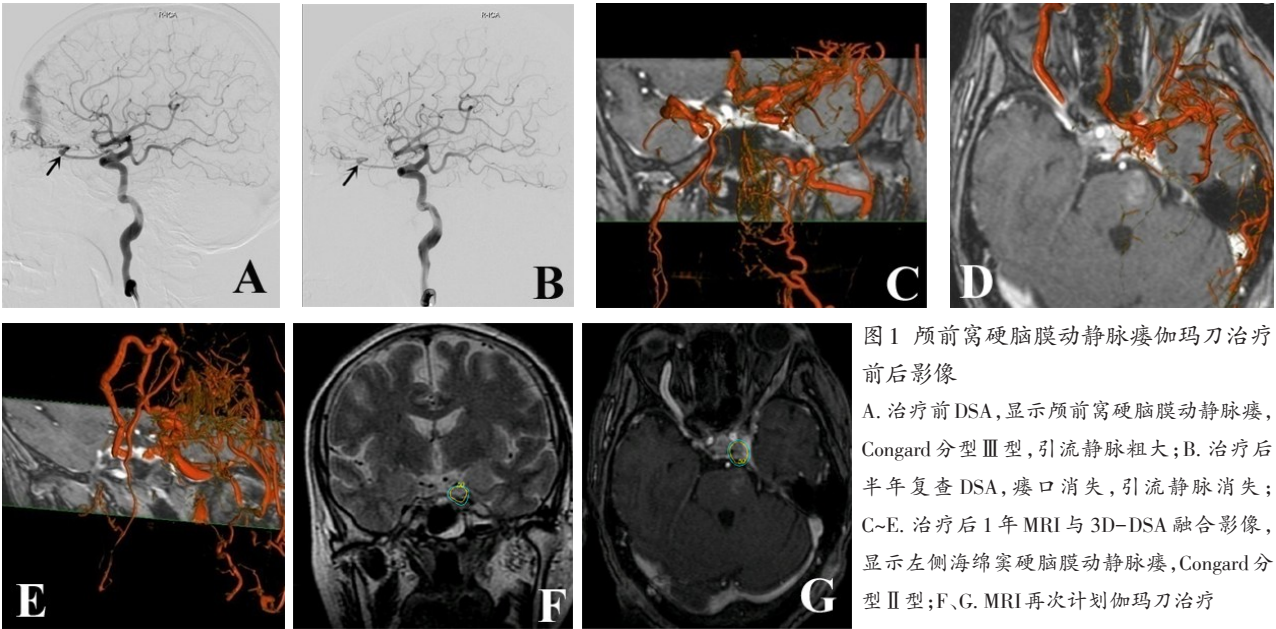 R-ICA
R-ICA
A
B
C
D
E
F
G
50
50
图1 颅前窝硬脑膜动静脉瘘伽玛刀治疗
前后影像
A.治疗前DSA,显示颅前窝硬脑膜动静脉瘘,
Congard分型Ⅲ型,引流静脉粗大;B.治疗后
半年复查DSA,瘘口消失,引流静脉消失;
C~E.治疗后1年MRI与3D-DSA融合影像,
显示左侧海绵窦硬脑膜动静脉瘘,Congard分
型Ⅱ型;F、G. MRI再次计划伽玛刀治疗